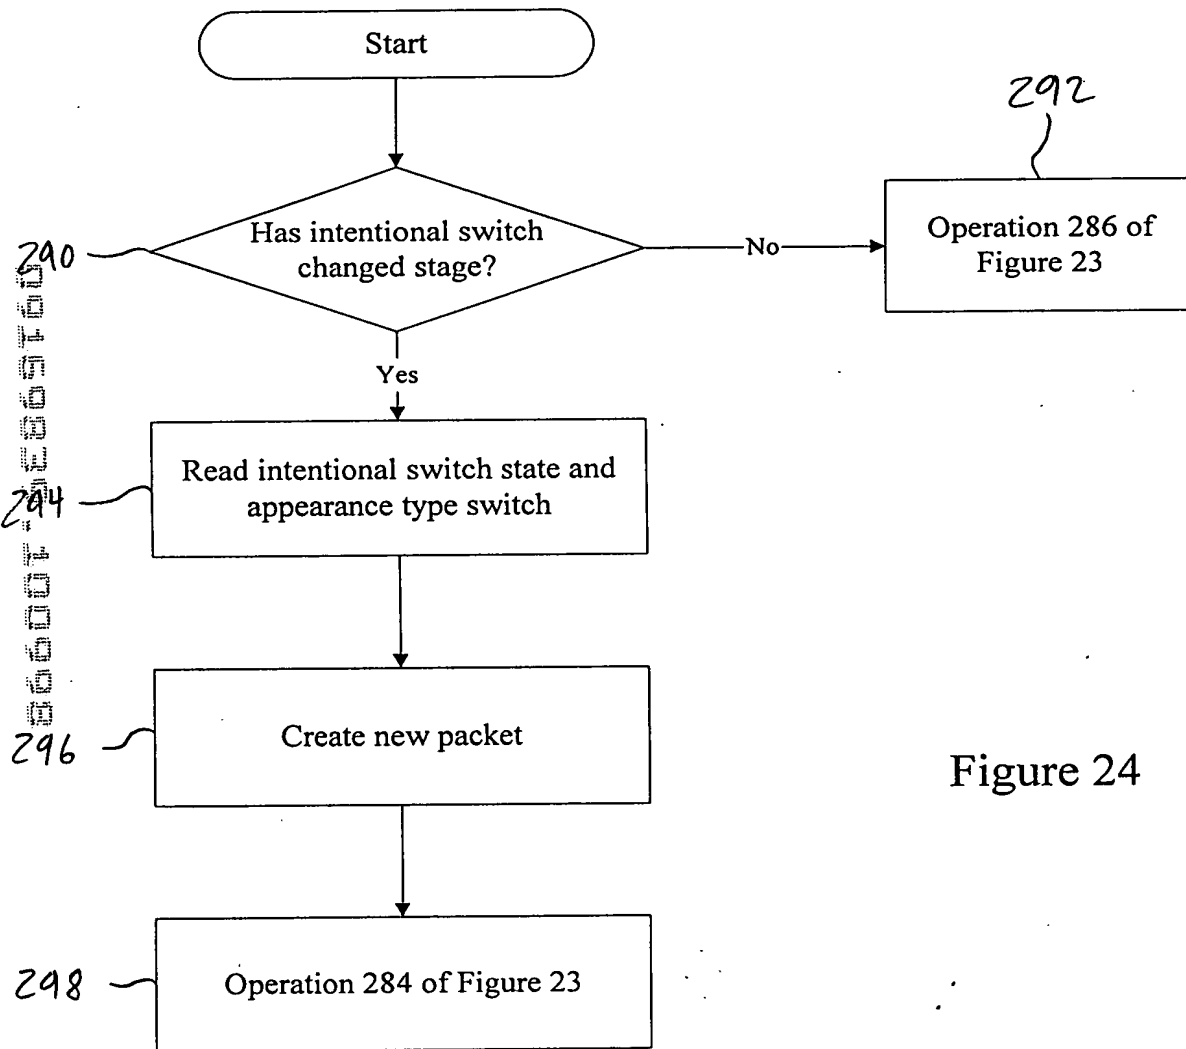 Start
292
Has intentional switch
changed stage?
290
No
Operation 286 of
Figure 23
Yes
Read intentional switch state and
appearance type switch
294
Create new packet
296
Figure 24
Operation 284 of Figure 23
298